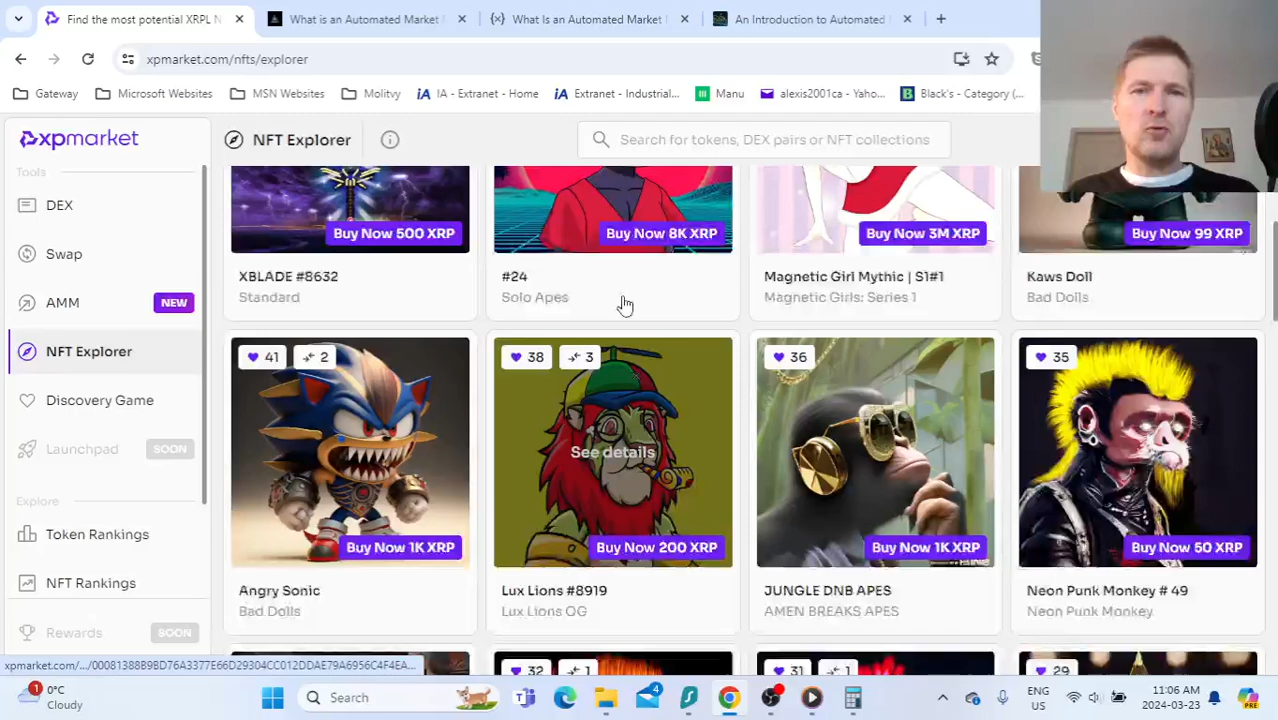 Find the most potential XRPL N
What is an Automated Market
What Is an Automated Market
An Introduction to Automated
xpmarket.com/nfts/explorer
Gateway
Microsoft Websites
MSN Websites
Molitvy
iA - Extranet - Home
Extranet - Industrial...
Manu
alexis2001ca - Yaho...
Black's - Category (...
xpmarket
NFT Explorer
Search for tokens, DEX pairs or NFT collections
Tools
DEX
Swap
AMM
NEW
NFT Explorer
Discovery Game
Launchpad
SOON
Explore
Token Rankings
NFT Rankings
Rewards
SOON
Buy Now 500 XRP
Buy Now 8K XRP
Buy Now 3M XRP
Buy Now 99 XRP
XBLADE #8632
Standard
#24
Solo Apes
Magnetic Girl Mythic | S1#1
Magnetic Girls: Series 1
Kaws Doll
Bad Dolls
41
2
38
3
36
35
See details
Buy Now 1K XRP
Buy Now 200 XRP
Buy Now 1K XRP
Buy Now 50 XRP
Angry Sonic
Bad Dolls
Lux Lions #8919
Lux Lions OG
JUNGLE DNB APES
AMEN BREAKS APES
Neon Punk Monkey # 49
Neon Punk Monkey
32
1
31
1
29
xpmarket.com/.../00081388B9BD76A3377E66D29304CC012DDAE79A6956C4F4EA...
1
0°C
Cloudy
Search
4
ENG
US
11:06 AM
2024-03-23
PRE